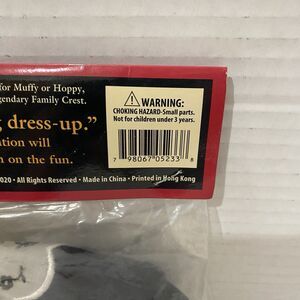 for Muffy or Hoppy,
gendary Family Crest.
dress-up."
ation will
n on the fun.
WARNING:
CHOKING HAZARD-Small parts.
Not for children under 3 years.
7 98067 05233 8
020 • All Rights Reserved • Made in China • Printed in Hong Kong